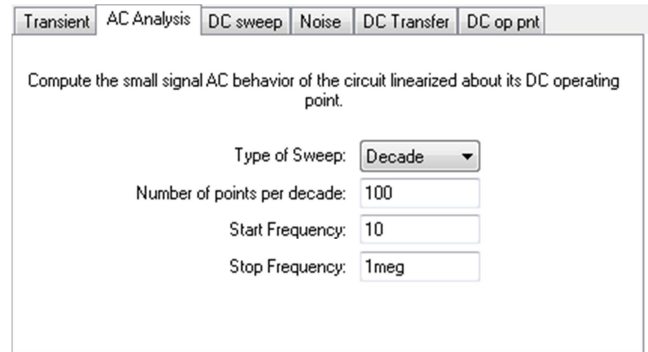 Transient AC Analysis DC sweep Noise DC Transfer DC op pnt
Compute the small signal AC behavior of the circuit linearized about its DC operating
point.
Type of Sweep: Decade
Number of points per decade: 100
Start Frequency: 10
Stop Frequency: 1meg